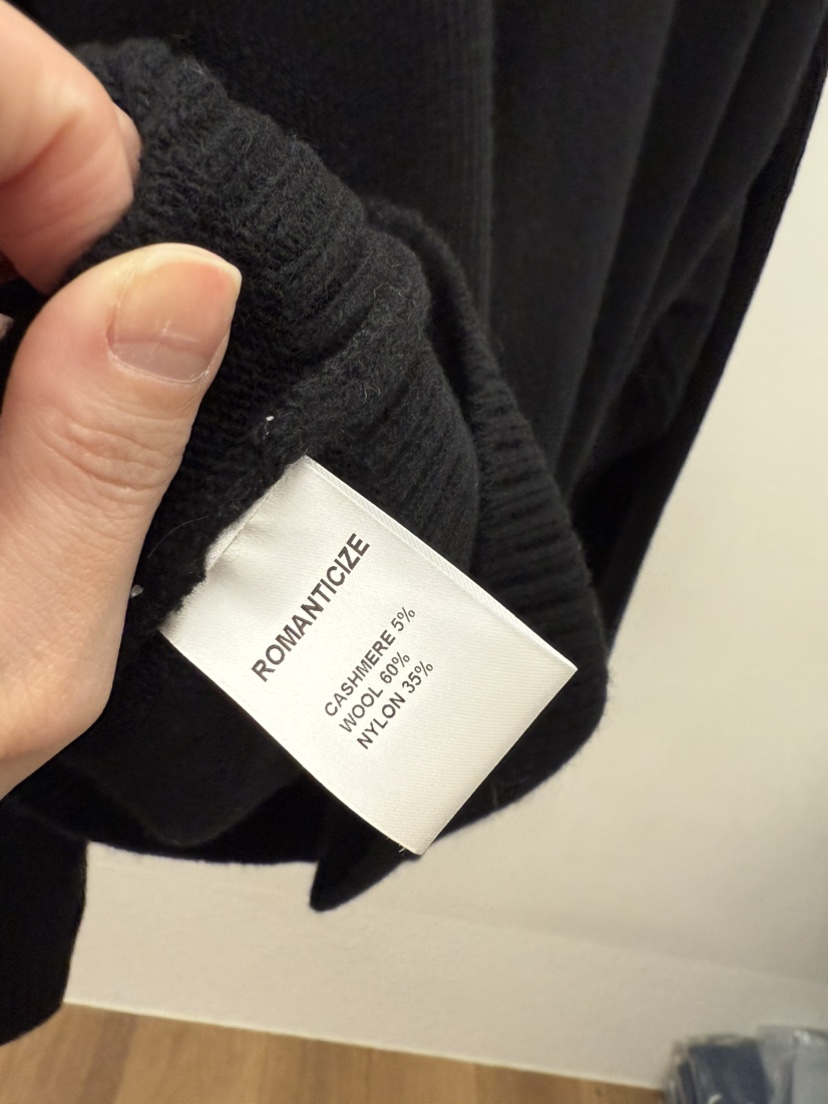 ROMANTICIZE
CASHMERE 5%
WOOL 60%
NYLON 35%